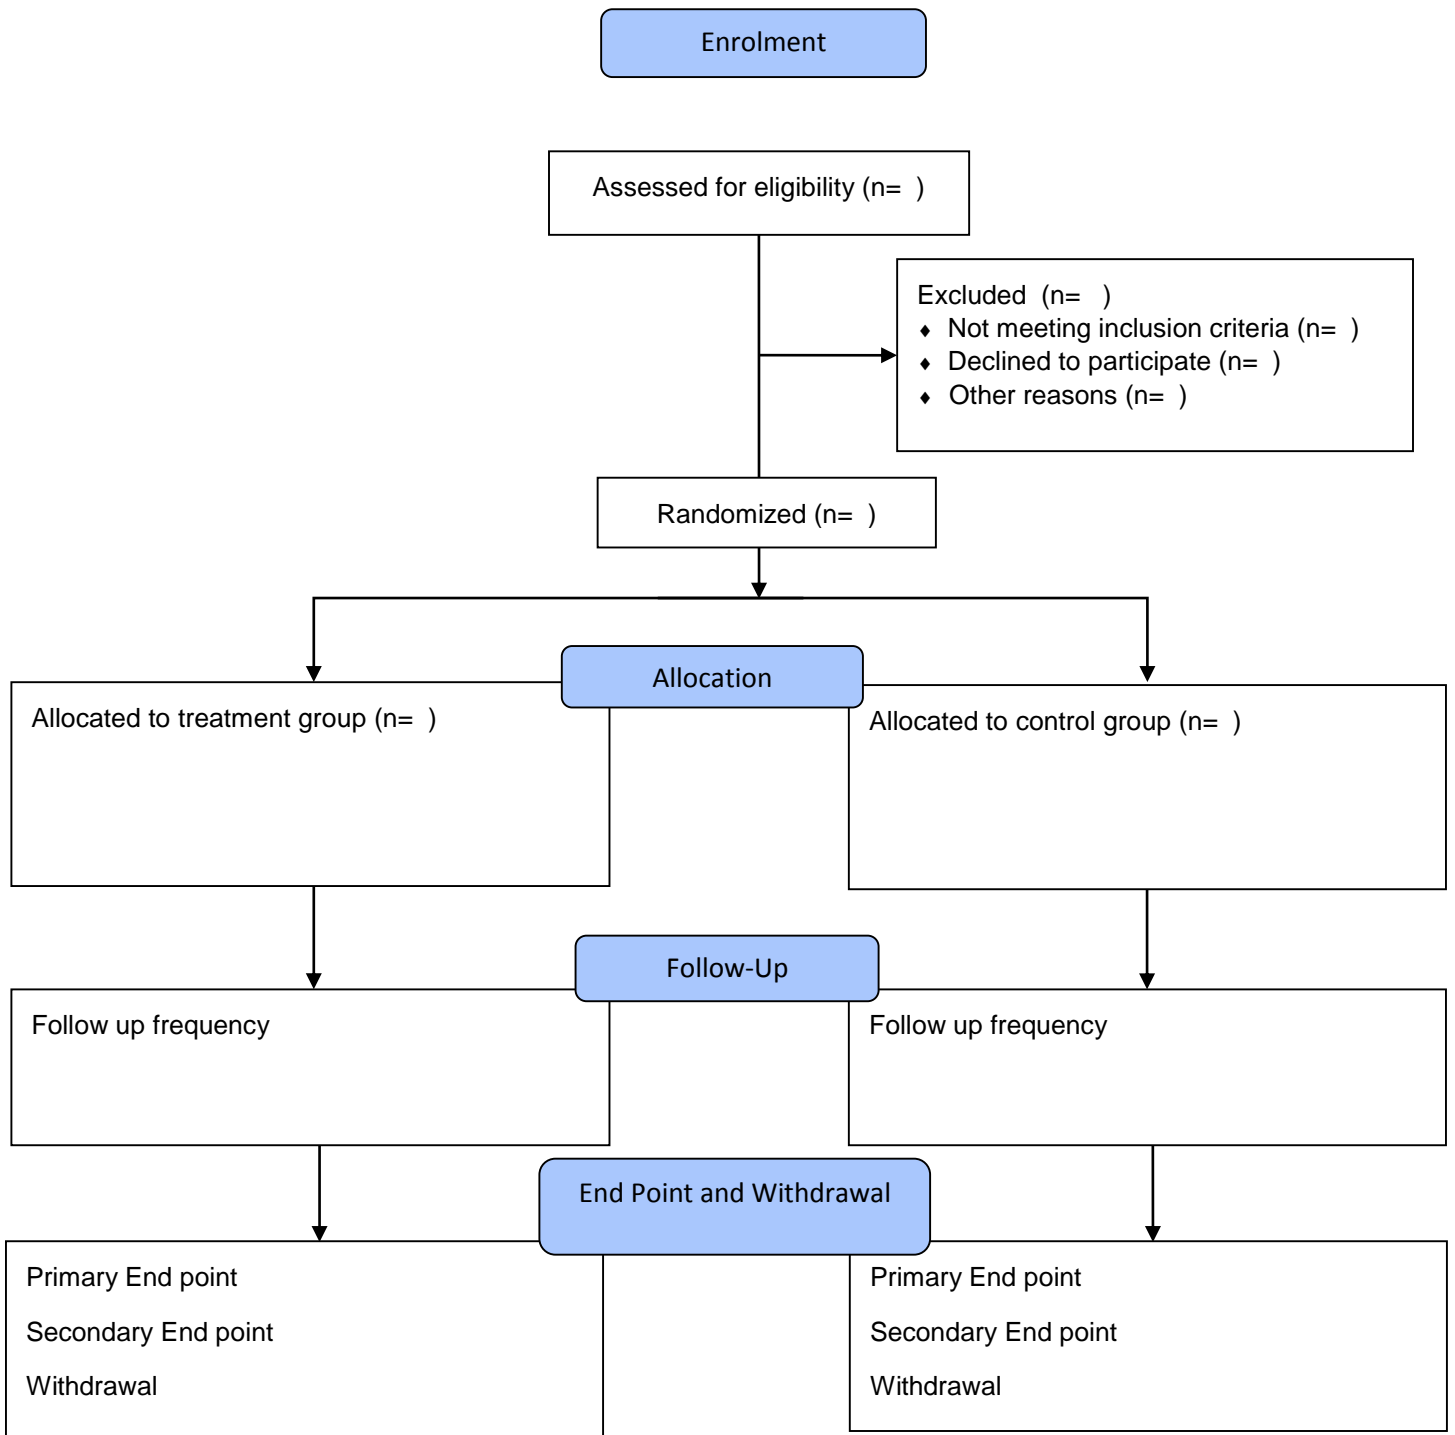 Enrolment
Assessed for eligibility (n=  )
Excluded  (n=   )
♦ Not meeting inclusion criteria (n=  )
♦ Declined to participate (n=  )
♦ Other reasons (n=  )
Randomized (n=  )
Allocation
Allocated to treatment group (n=  )
Allocated to control group (n=  )
Follow-Up
Follow up frequency
Follow up frequency
End Point and Withdrawal
Primary End point
Secondary End point
Withdrawal
Primary End point
Secondary End point
Withdrawal